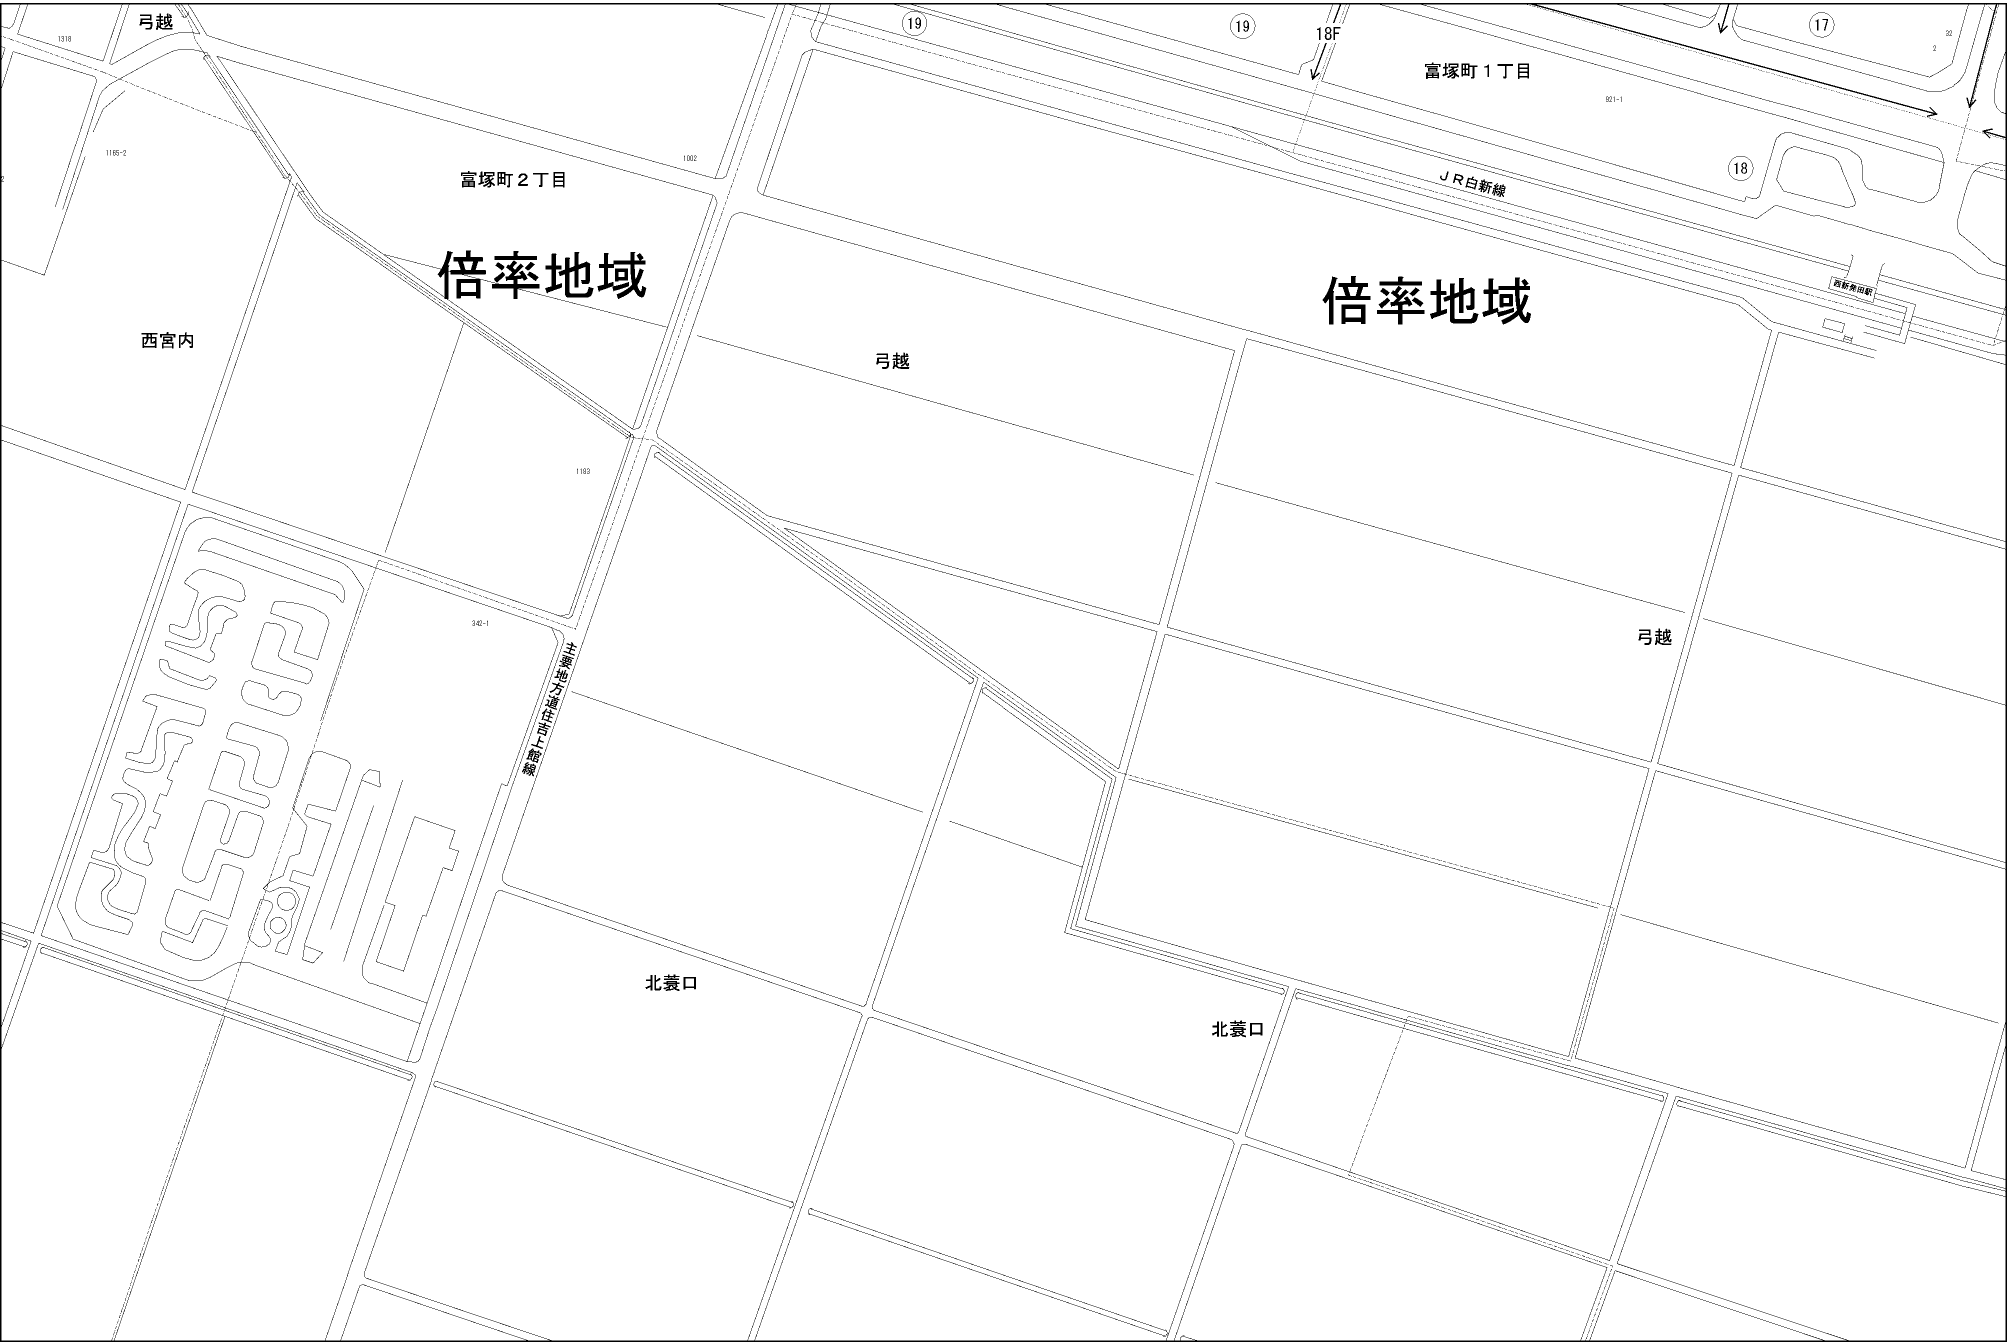 弓越
1318
19
19
18F
17
32
2
富塚町1丁目
921-1
1165-2
1002
富塚町2丁目
18
JR白新線
2
倍率地域
倍率地域
西新発田駅
西宮内
弓越
1183
342-1
弓越
主要地方道住吉上館線
北蓑口
北蓑口